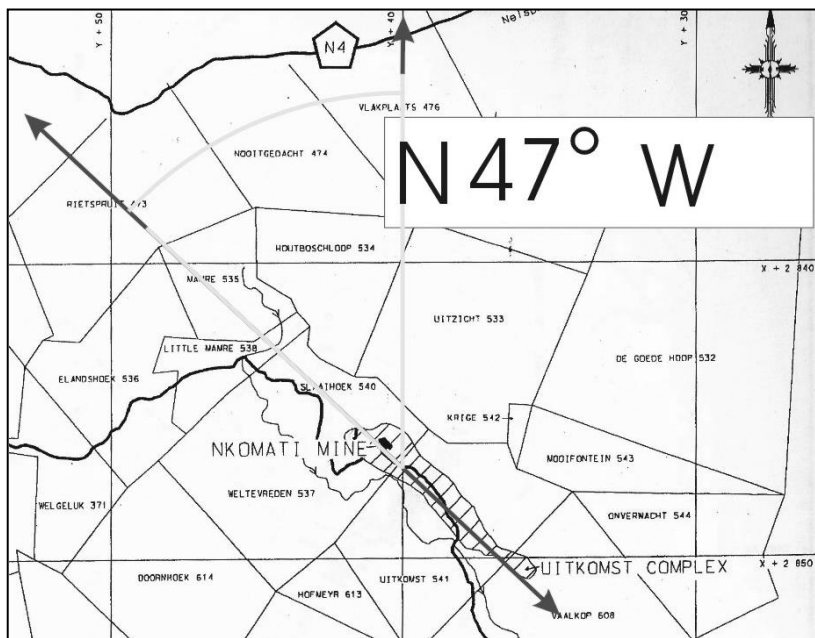 Y + 50
Y + 40
Y + 30
N4
VLAKPLAATS 476
NOOITGEDACHT 474
N 47° W
RIETSPRUIT 473
HOUTBOSCHLOOP 534
X + 2 840
MAMRE 535
UITZICHT 533
LITTLE MAMRE 538
DE GOEDE HOOP 532
ELANDSHOEK 536
SLAAIHOEK 540
KRIGE 542
NKOMATI MINE
MOOIFONTEIN 543
WELTEVREDEN 537
WELGELUK 371
ONVERWACHT 544
X + 2 850
UITKOMST COMPLEX
DOORNHOEK 614
UITKOMST 541
HOFMEYR 613
VAALKOP 608